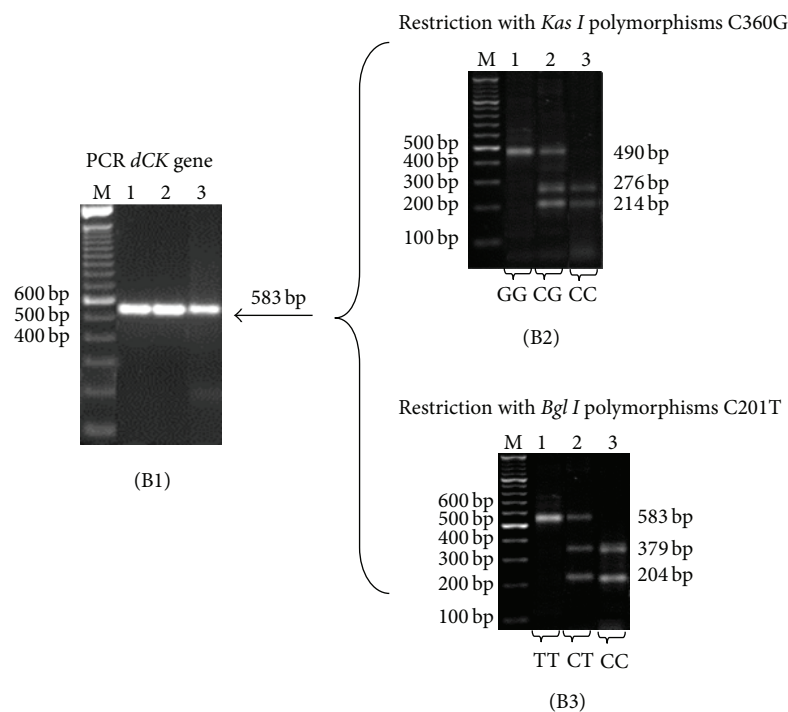 Restriction with Kas I polymorphisms C360G
M 1 2 3
500 bp
400 bp
300 bp
200 bp
100 bp
490 bp
276 bp
214 bp
GG CG CC
(B2)
PCR dCK gene
M 1 2 3
600 bp
500 bp
400 bp
583 bp
(B1)
Restriction with Bgl I polymorphisms C201T
M 1 2 3
600 bp
500 bp
400 bp
300 bp
200 bp
100 bp
583 bp
379 bp
204 bp
TT CT CC
(B3)